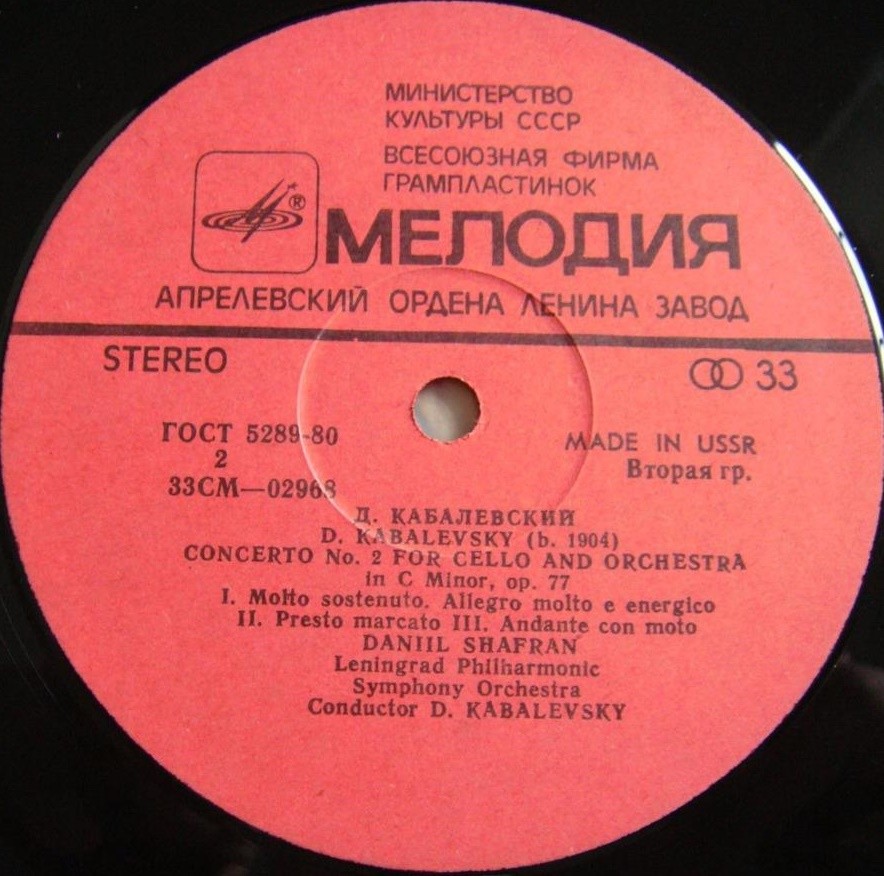 МИНИСТЕРСТВО
КУЛЬТУРЫ СССР
ВСЕСОЮЗНАЯ ФИРМА
ГРАМПЛАСТИНОК
®
МЕЛОДИЯ
АПРЕЛЕВСКИЙ ОРДЕНА ЛЕНИНА ЗАВОД
STEREO
33
ГОСТ 5289-80
MADE IN USSR
2
Вторая гр.
33СМ—02968
Д. КАБАЛЕВСКИЙ
D. KABALEVSKY (b. 1904)
CONCERTO No. 2 FOR CELLO AND ORCHESTRA
in C Minor, op. 77
I. Molto sostenuto. Allegro molto e energico
II. Presto marcato III. Andante con moto
DANIIL SHAFRAN
Leningrad Philharmonic
Symphony Orchestra
Conductor D. KABALEVSKY